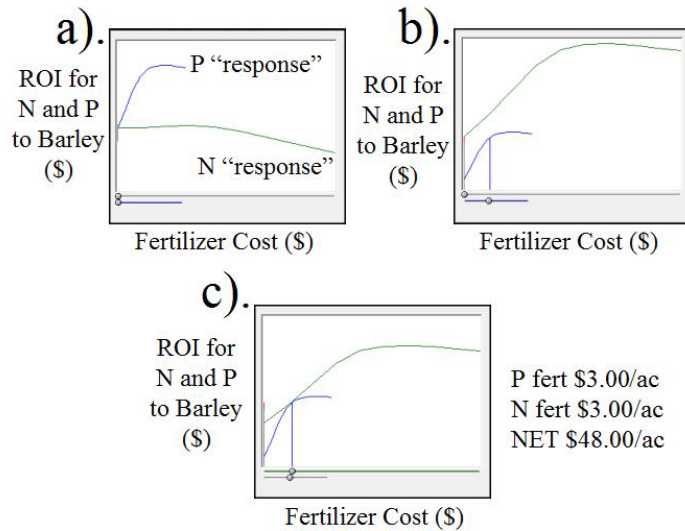 a).
ROI for
N and P
to Barley
($)
P “response”
N “response”
Fertilizer Cost ($)
b).
ROI for
N and P
to Barley
($)
Fertilizer Cost ($)
c).
ROI for
N and P
to Barley
($)
P fert $3.00/ac
N fert $3.00/ac
NET $48.00/ac
Fertilizer Cost ($)